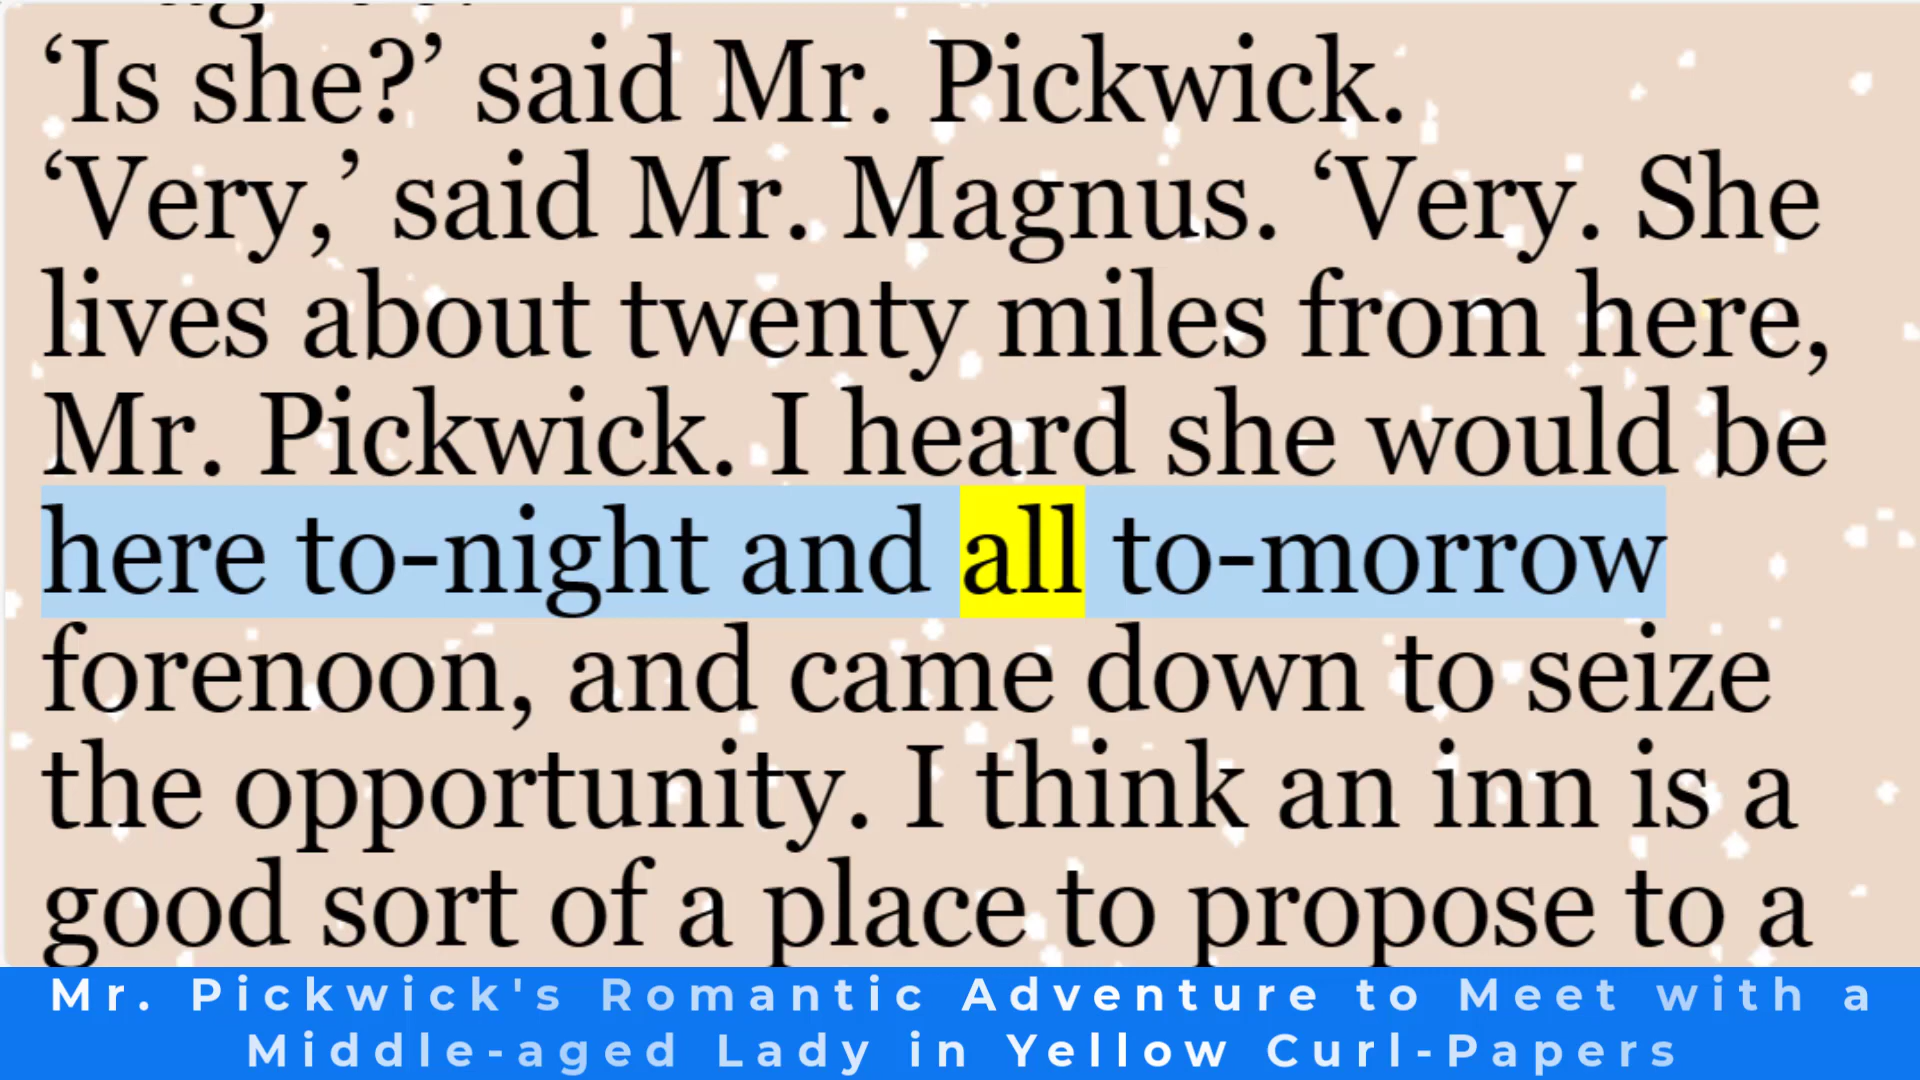 ‘Is she?’ said Mr. Pickwick.
‘Very,’ said Mr. Magnus. ‘Very. She
lives about twenty miles from here,
Mr. Pickwick. I heard she would be
here to-night and all to-morrow
forenoon, and came down to seize
the opportunity. I think an inn is a
good sort of a place to propose to a
Mr. Pickwick's Romantic Adventure to Meet with a
Middle-aged Lady in Yellow Curl-Papers